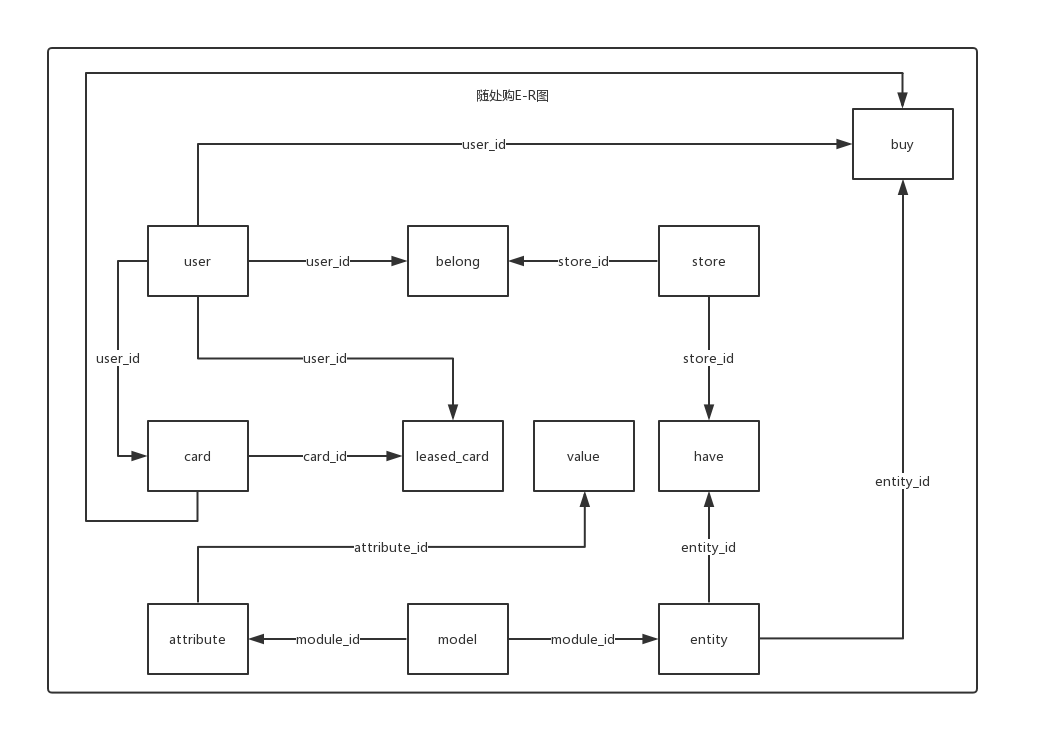 随处购E-R图
user_id
buy
user
user_id
belong
store_id
store
user_id
user_id
store_id
card
card_id
leased_card
value
have
entity_id
attribute_id
entity_id
attribute
module_id
model
module_id
entity